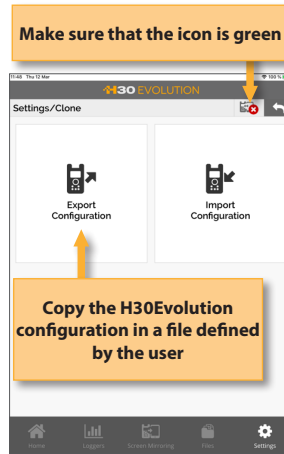 Make sure that the icon is green
11:48 Thu 12 Mar
100 %
H30 EVOLUTION
Settings/Clone
Export
Configuration
Import
Configuration
Copy the H30Evolution
configuration in a file defined
by the user
Home
Loggers
Screen Mirroring
Files
Settings